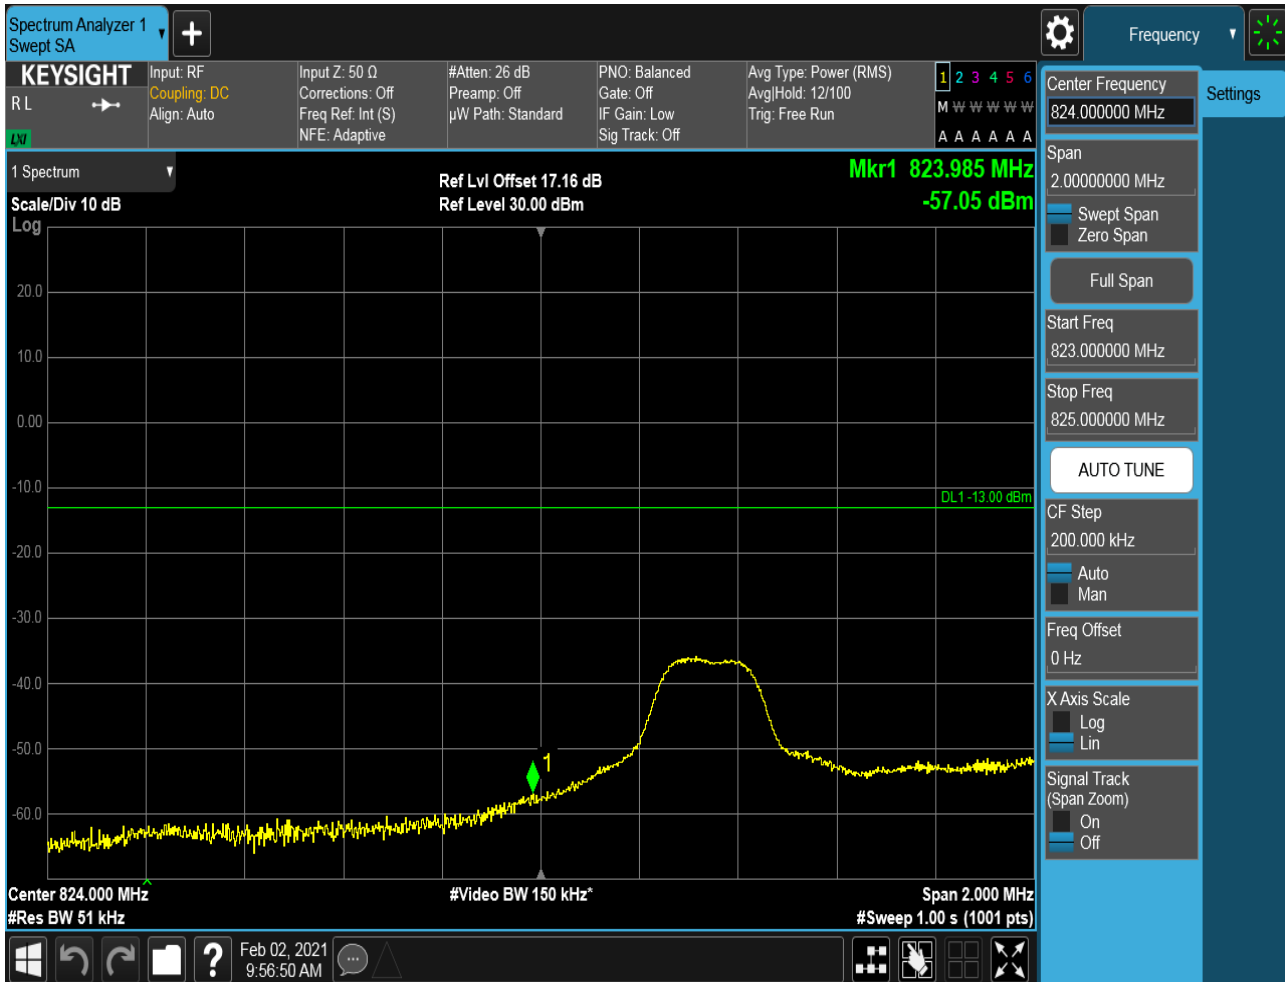 Spectrum Analyzer 1
Swept SA
Frequency
KEYSIGHT
R L
LXI
Input: RF
Coupling: DC
Align: Auto
Input Z: 50 Ω
Corrections: Off
Freq Ref: Int (S)
NFE: Adaptive
#Atten: 26 dB
Preamp: Off
µW Path: Standard
PNO: Balanced
Gate: Off
IF Gain: Low
Sig Track: Off
Avg Type: Power (RMS)
Avg|Hold: 12/100
Trig: Free Run
1 2 3 4 5 6
M W W W W W
A A A A A A
1 Spectrum
Scale/Div 10 dB
Log
Ref Lvl Offset 17.16 dB
Ref Level 30.00 dBm
Mkr1 823.985 MHz
-57.05 dBm
20.0
10.0
0.00
-10.0
DL1 -13.00 dBm
-20.0
-30.0
-40.0
-50.0
1
-60.0
Center 824.000 MHz
#Video BW 150 kHz*
Span 2.000 MHz
#Res BW 51 kHz
#Sweep 1.00 s (1001 pts)
?
Feb 02, 2021
9:56:50 AM
Center Frequency
824.000000 MHz
Settings
Span
2.00000000 MHz
Swept Span
Zero Span
Full Span
Start Freq
823.000000 MHz
Stop Freq
825.000000 MHz
AUTO TUNE
CF Step
200.000 kHz
Auto
Man
Freq Offset
0 Hz
X Axis Scale
Log
Lin
Signal Track
(Span Zoom)
On
Off